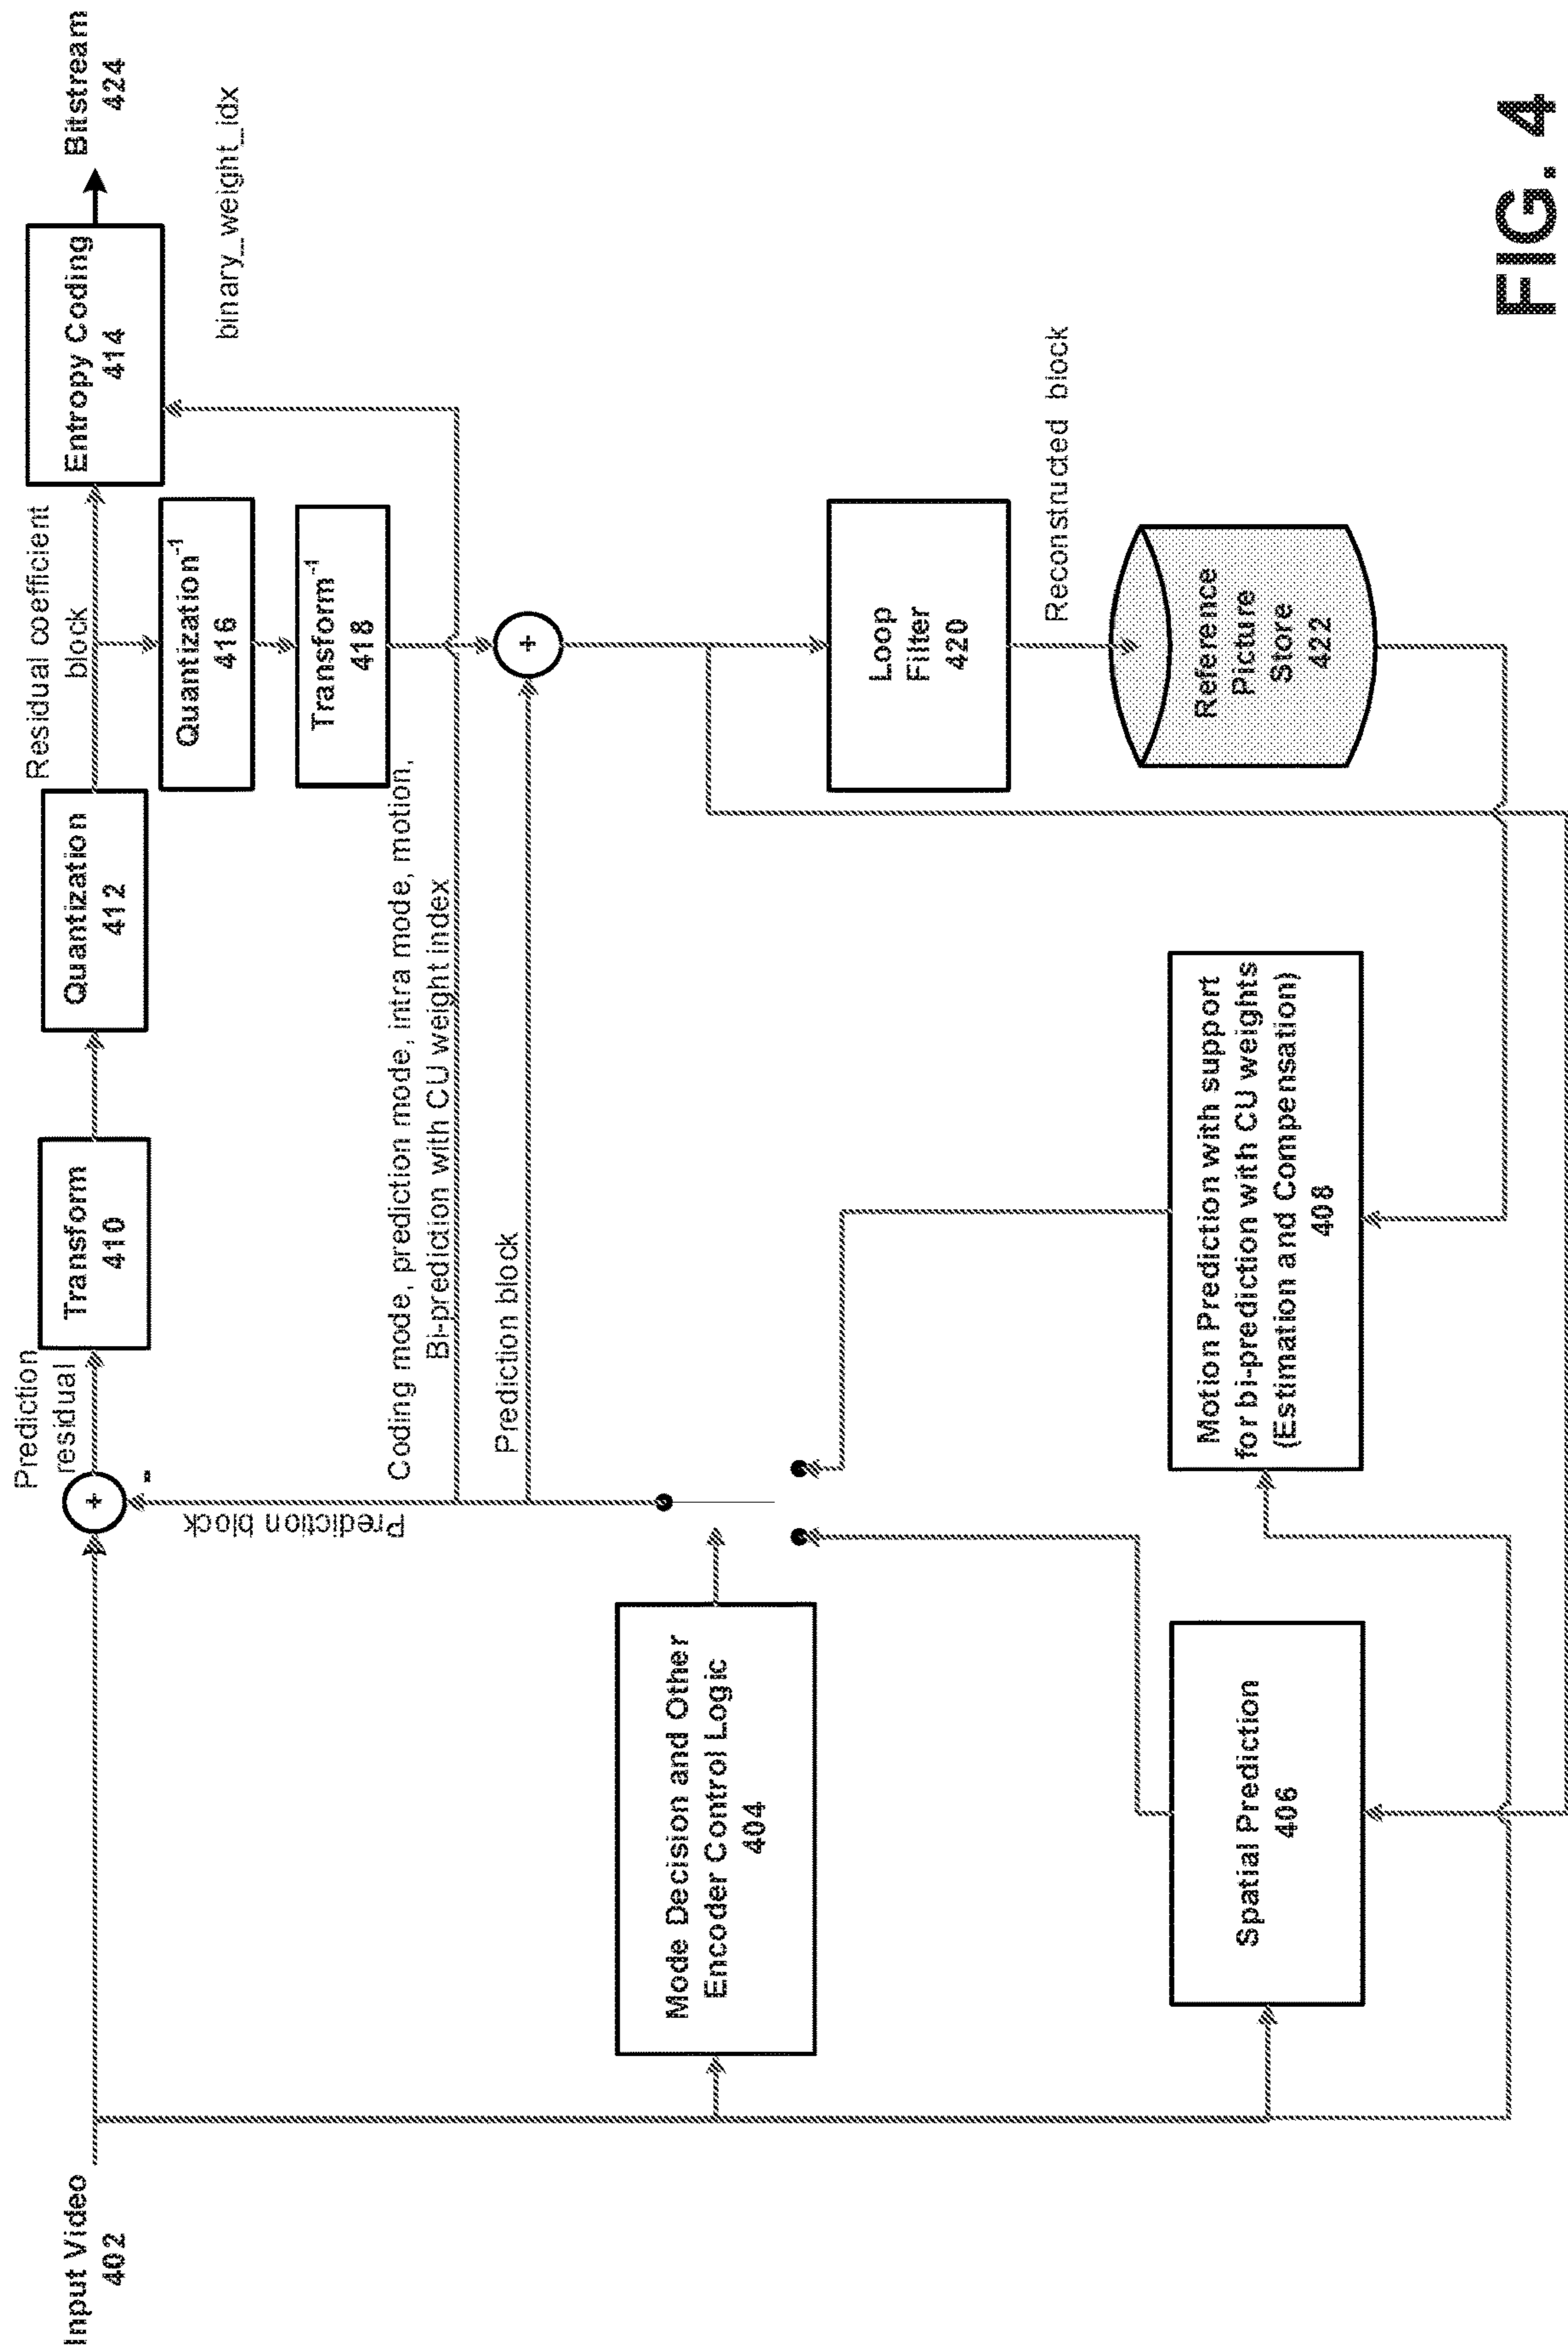 Input Video
402
Prediction
residual
Transform
410
Quantization
412
Residual coefficient
block
Entropy Coding
414
Bitstream
424
binary_weight_idx
+
-
Prediction block
Quantization-1
416
Transform-1
418
Coding mode, prediction mode, intra mode, motion,
Bi-prediction with CU weight index
Prediction block
+
Mode Decision and Other
Encoder Control Logic
404
Loop
Filter
420
Reconstructed block
Reference
Picture
Store
422
Spatial Prediction
406
Motion Prediction with support
for bi-prediction with CU weights
(Estimation and Compensation)
408
FIG. 4